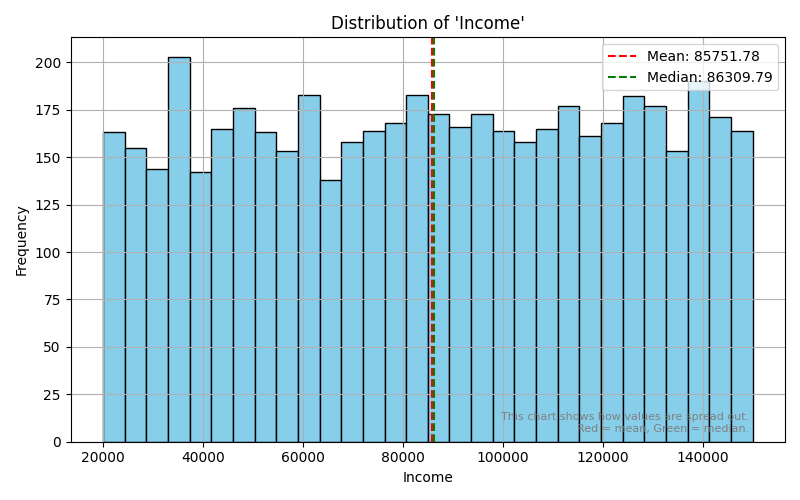 Distribution of 'Income'
Mean: 85751.78
Median: 86309.79
Frequency
200
175
150
125
100
75
50
25
0
This chart shows how values are spread out.
Red = mean, Green = median.
20000 40000 60000 80000 100000 120000 140000
Income